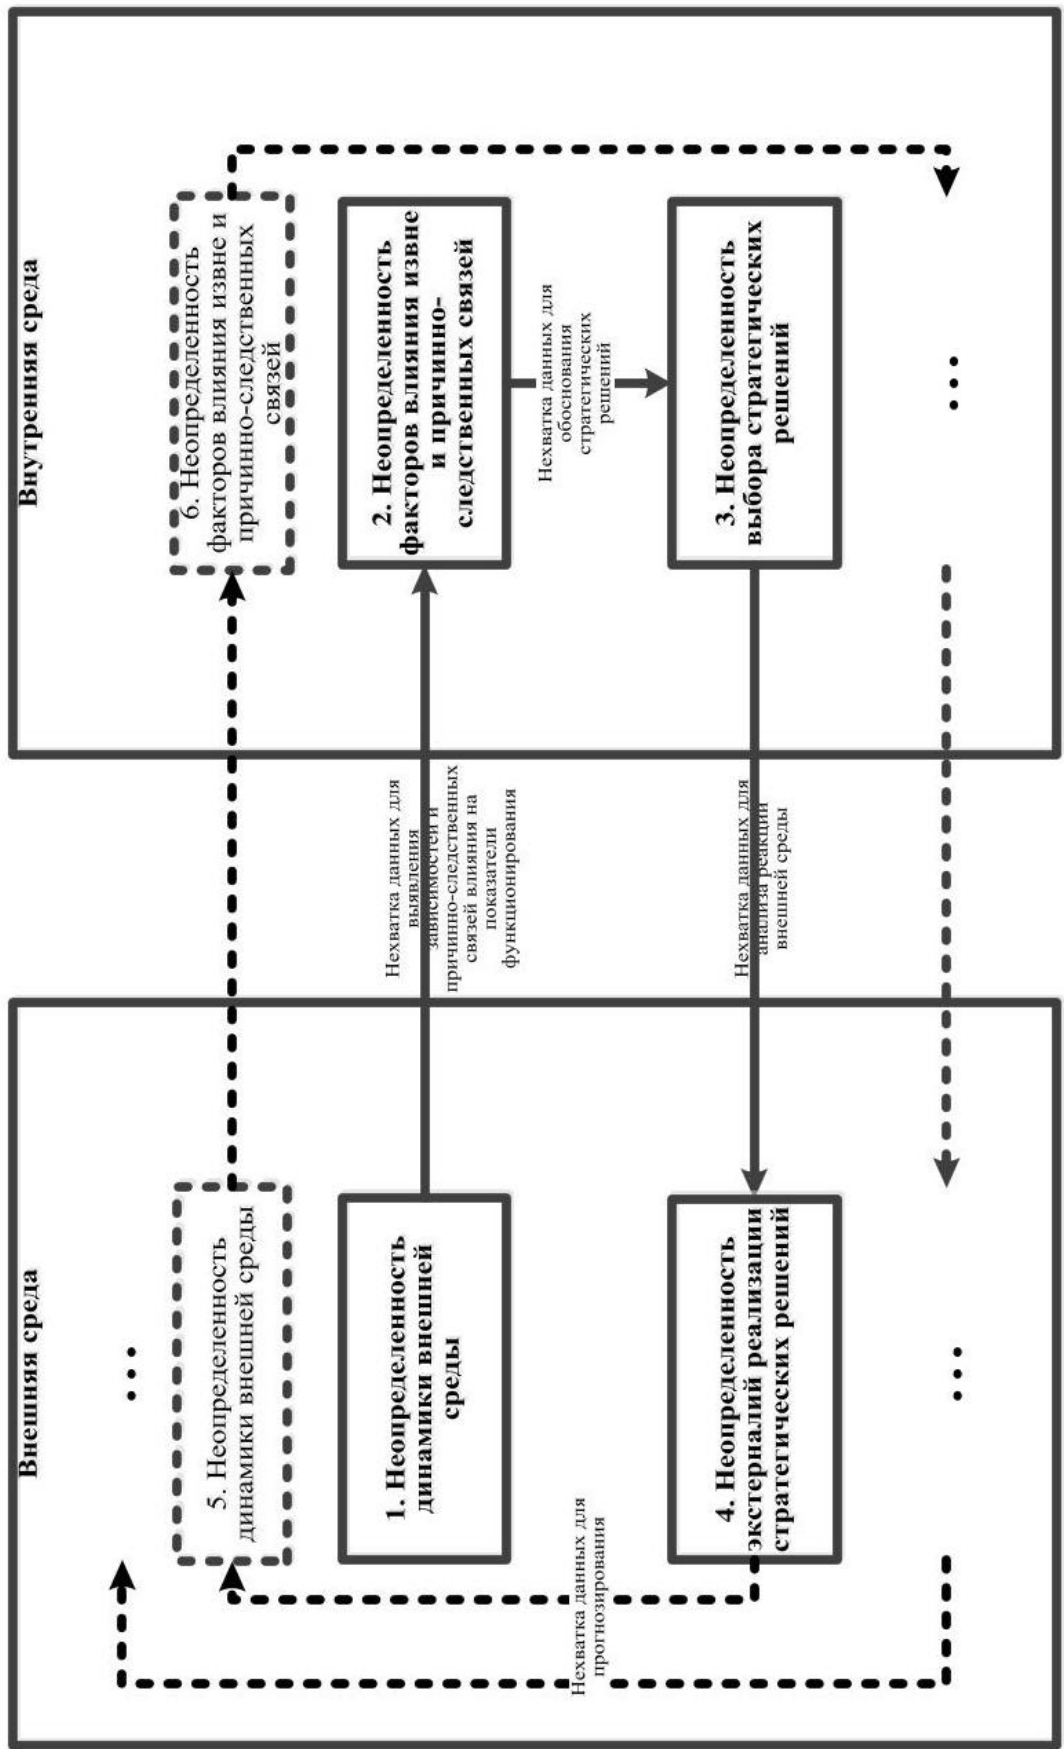 Внешняя среда
...
5. Неопределенность
динамики внешней среды
1. Неопределенность
динамики внешней
среды
4. Неопределенность
экстерналий реализации
стратегических решений
...
Нехватка данных для
прогнозирования
Нехватка данных для
выявления
зависимостей и
причинно-следственных
связей влияния на
показатели
функционирования
Нехватка данных для
анализа реакции
внешней среды
Внутренняя среда
6. Неопределенность
факторов влияния извне и
причинно-следственных
связей
2. Неопределенность
факторов влияния извне
и причинно-
следственных связей
Нехватка данных для
обоснования
стратегических
решений
3. Неопределенность
выбора стратегических
решений
...